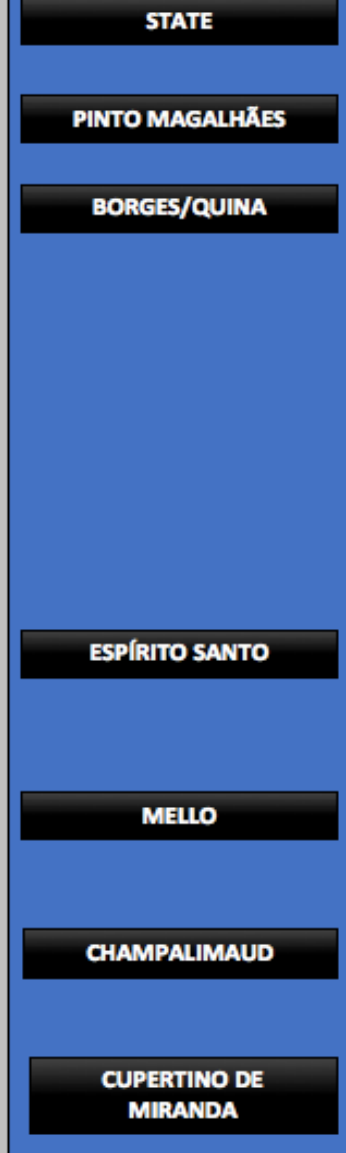 STATE
PINTO MAGALHÃES
BORGES/QUINA
ESPÍRITO SANTO
MELLO
CHAMPALIMAUD
CUPERTINO DE
MIRANDA